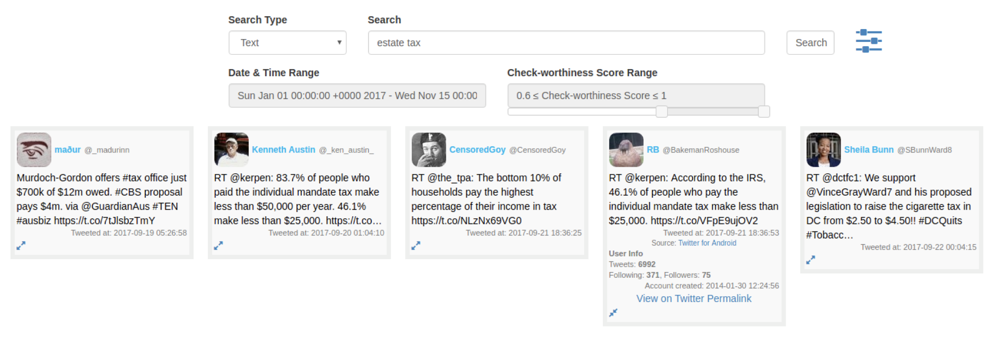 Search Type
Search
Text
estate tax
Search
Date & Time Range
Check-worthiness Score Range
Sun Jan 01 00:00:00 +0000 2017 - Wed Nov 15 00:00
0.6 ≤ Check-worthiness Score ≤ 1
maður @_madurinn
Murdoch-Gordon offers #tax office just
$700k of $12m owed. #CBS proposal
pays $4m. via @GuardianAus #TEN
#ausbiz https://t.co/7tJlsbzTmY
Tweeted at: 2017-09-19 05:26:58
Kenneth Austin @_ken_austin_
RT @kerpen: 83.7% of people who
paid the individual mandate tax make
less than $50,000 per year. 46.1%
make less than $25,000. https://t.co…
Tweeted at: 2017-09-20 01:04:10
CensoredGoy @CensoredGoy
RT @the_tpa: The bottom 10% of
households pay the highest
percentage of their income in tax
https://t.co/NLzNx69VG0
Tweeted at: 2017-09-21 18:36:25
RB @BakemanRoshouse
RT @kerpen: According to the IRS,
46.1% of people who pay the
individual mandate tax make less than
$25,000. https://t.co/VFpE9ujOV2
Tweeted at: 2017-09-21 18:36:53
Source: Twitter for Android
User Info
Tweets: 6992
Following: 371, Followers: 75
Account created: 2014-01-30 12:24:56
View on Twitter Permalink
Sheila Bunn @SBunnWard8
RT @dctfc1: We support
@VinceGrayWard7 and his proposed
legislation to raise the cigarette tax in
DC from $2.50 to $4.50!! #DCQuits
#Tobacc…
Tweeted at: 2017-09-22 00:04:15